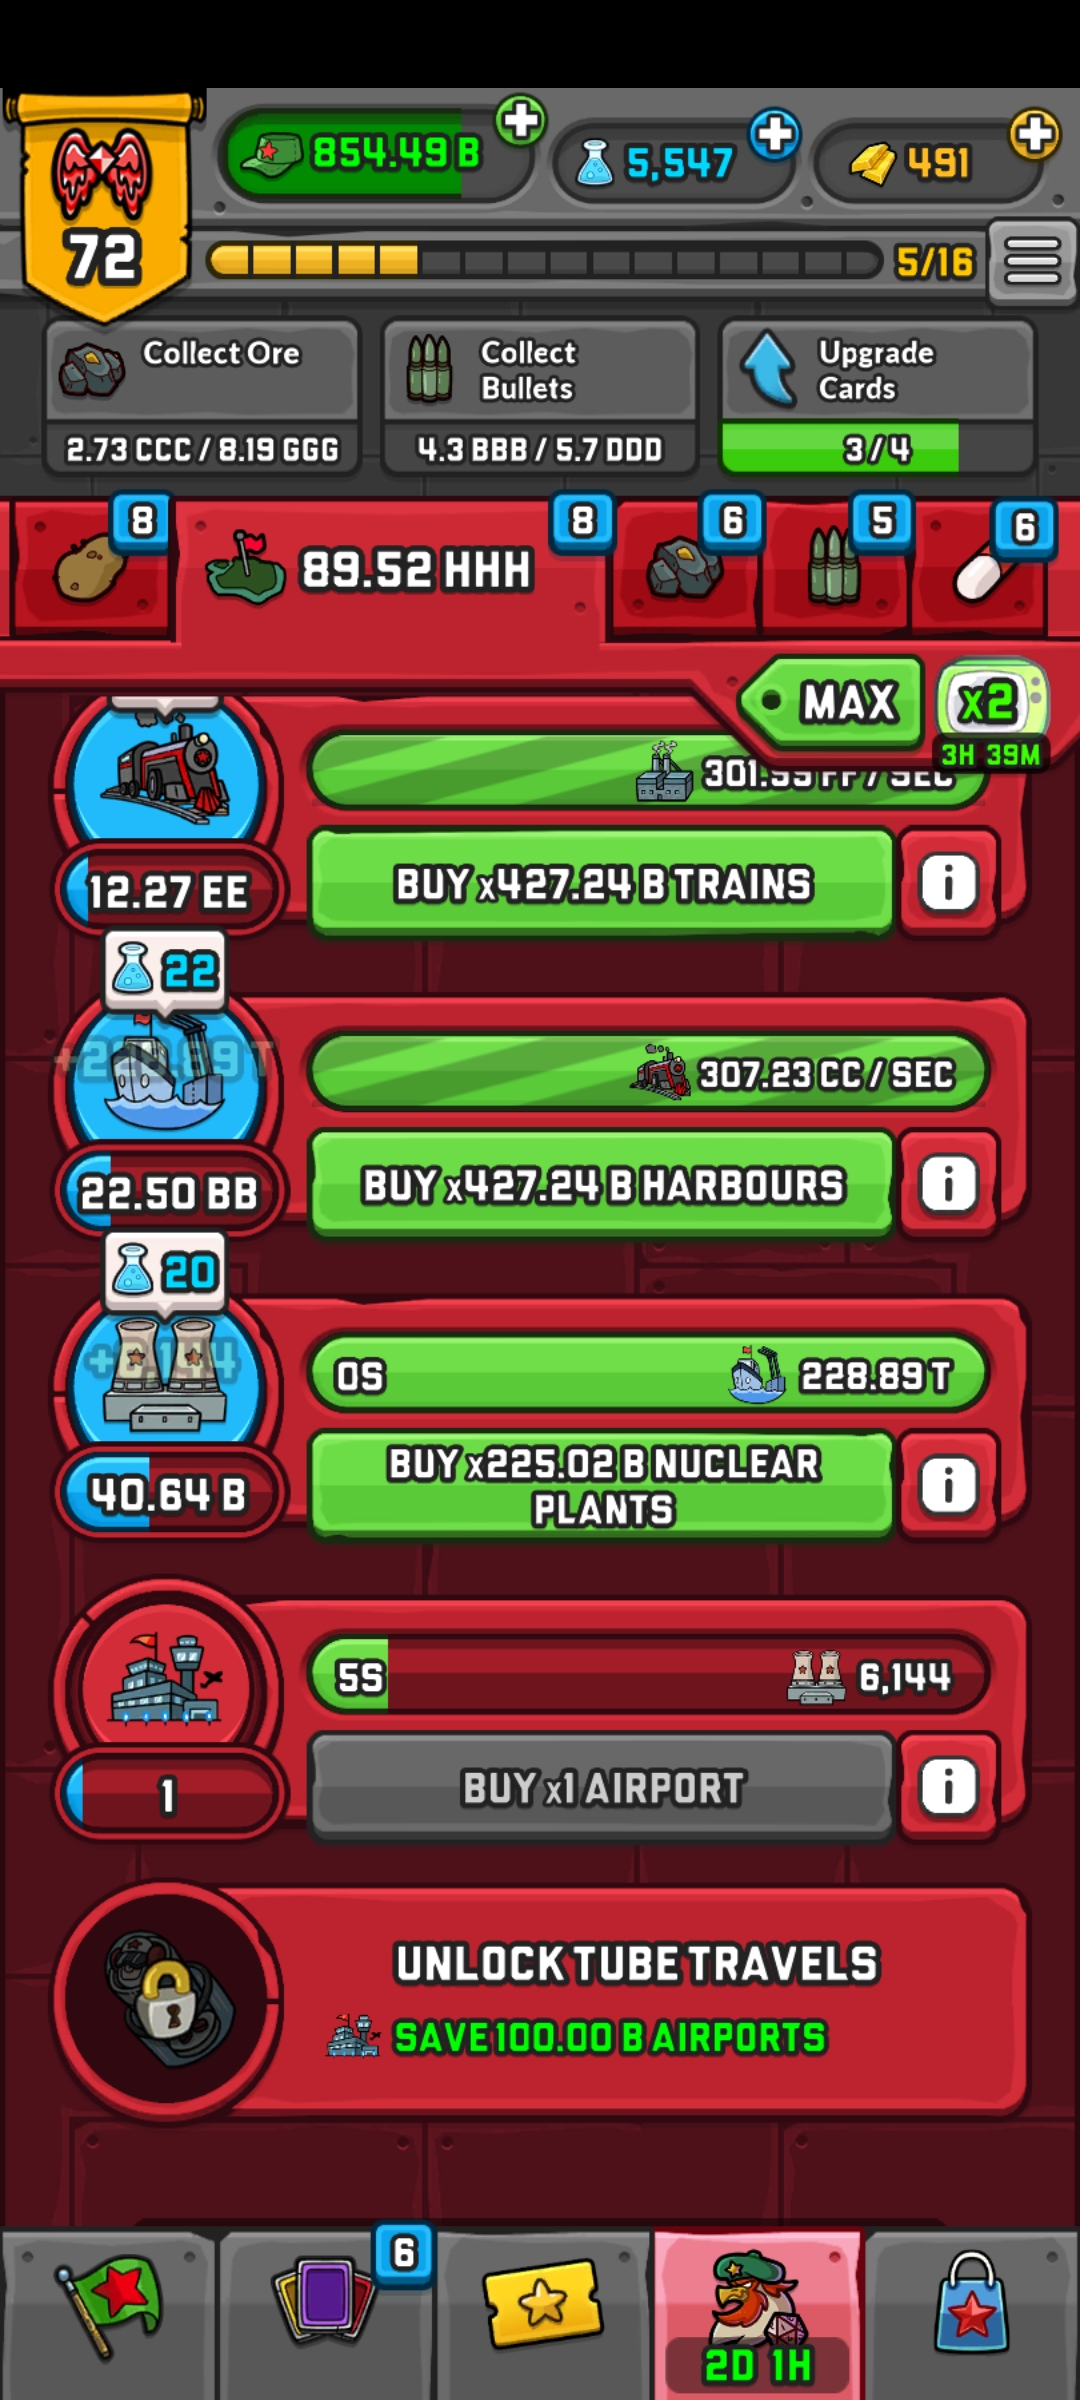 854.49 B
5,547
491
72
5/16
Collect Ore
2.73 CCC / 8.19 GGG
Collect
Bullets
4.3 BBB / 5.7 DDD
Upgrade
Cards
3/4
8
89.52 HHH
8
6
5
6
MAX
x2
3H 39M
/ SEC
12.27 EE
BUY x427.24 B TRAINS
i
22
307.23 CC / SEC
22.50 BB
BUY x427.24 B HARBOURS
i
20
0S
228.89 T
40.64 B
BUY x225.02 B NUCLEAR
PLANTS
i
5S
6,144
1
BUY x1 AIRPORT
i
UNLOCK TUBE TRAVELS
SAVE 100.00 B AIRPORTS
6
2D 1H